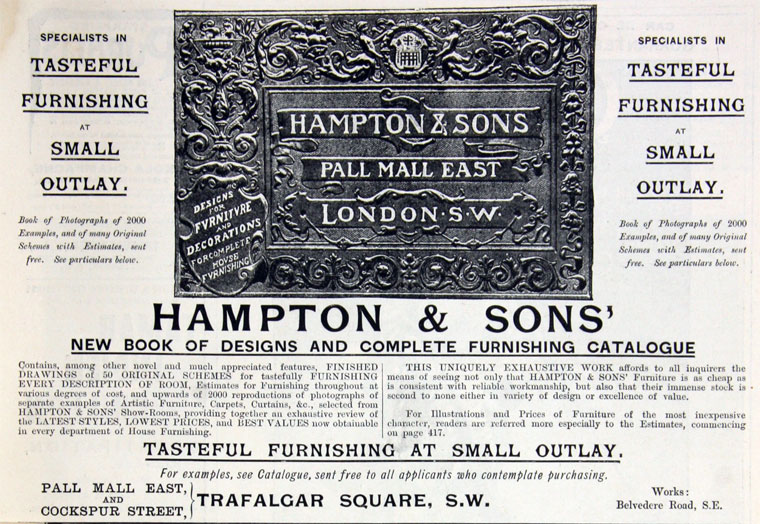 SPECIALISTS IN
TASTEFUL
FURNISHING
AT
SMALL
OUTLAY.
Book of Photographs of 2000
Examples, and of many Original
Schemes with Estimates, sent
free. See particulars below.
HAMPTON & SONS
PALL MALL EAST
LONDON·S·W·
DESIGNS
FOR
FVRNITVRE
AND
DECORATIONS
FOR COMPLETE
HOVSE
FVRNISHING
SPECIALISTS IN
TASTEFUL
FURNISHING
AT
SMALL
OUTLAY.
Book of Photographs of 2000
Examples, and of many Original
Schemes with Estimates, sent
free. See particulars below.
HAMPTON & SONS'
NEW BOOK OF DESIGNS AND COMPLETE FURNISHING CATALOGUE
Contains, among other novel and much appreciated features, FINISHED
DRAWINGS of 50 ORIGINAL SCHEMES for tastefully FURNISHING
EVERY DESCRIPTION OF ROOM, Estimates for Furnishing throughout at
various degrees of cost, and upwards of 2000 reproductions of photographs of
separate examples of Artistic Furniture, Carpets, Curtains, &c., selected from
HAMPTON & SONS' Show-Rooms, providing together an exhaustive review of
the LATEST STYLES, LOWEST PRICES, and BEST VALUES now obtainable
in every department of House Furnishing.
THIS UNIQUELY EXHAUSTIVE WORK affords to all inquirers the
means of seeing not only that HAMPTON & SONS' Furniture is as cheap as
is consistent with reliable workmanship, but also that their immense stock is
second to none either in variety of design or excellence of value.
For Illustrations and Prices of Furniture of the most inexpensive
character, readers are referred more especially to the Estimates, commencing
on page 417.
TASTEFUL FURNISHING AT SMALL OUTLAY.
For examples, see Catalogue, sent free to all applicants who contemplate purchasing.
PALL MALL EAST,
AND
COCKSPUR STREET,
TRAFALGAR SQUARE, S.W.
Works:
Belvedere Road, S.E.